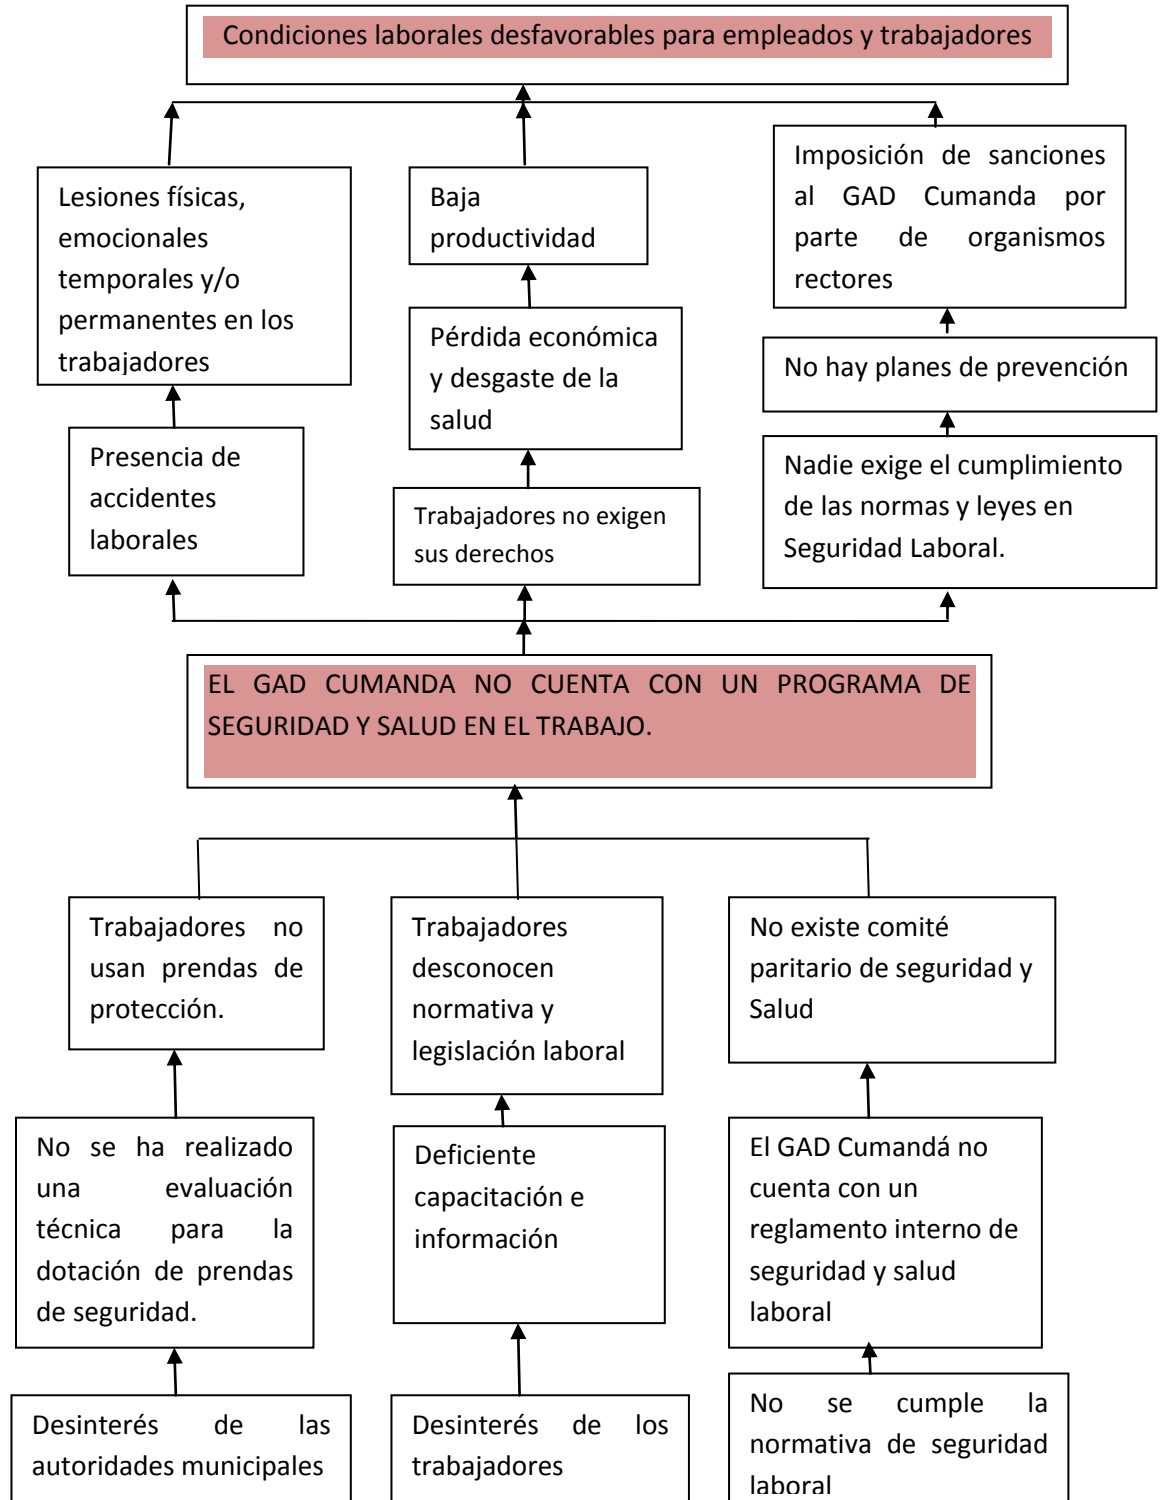 Condiciones laborales desfavorables para empleados y trabajadores
Lesiones físicas,
emocionales
temporales y/o
permanentes en los
trabajadores
Baja
productividad
Imposición de sanciones
al GAD Cumanda por
parte de organismos
rectores
Pérdida económica
y desgaste de la
salud
No hay planes de prevención
Presencia de
accidentes
laborales
Trabajadores no exigen
sus derechos
Nadie exige el cumplimiento
de las normas y leyes en
Seguridad Laboral.
EL GAD CUMANDA NO CUENTA CON UN PROGRAMA DE
SEGURIDAD Y SALUD EN EL TRABAJO.
Trabajadores no
usan prendas de
protección.
Trabajadores
desconocen
normativa y
legislación laboral
No existe comité
paritario de seguridad y
Salud
No se ha realizado
una evaluación
técnica para la
dotación de prendas
de seguridad.
Deficiente
capacitación e
información
El GAD Cumandá no
cuenta con un
reglamento interno de
seguridad y salud
laboral
Desinterés de las
autoridades municipales
Desinterés de los
trabajadores
No se cumple la
normativa de seguridad
laboral